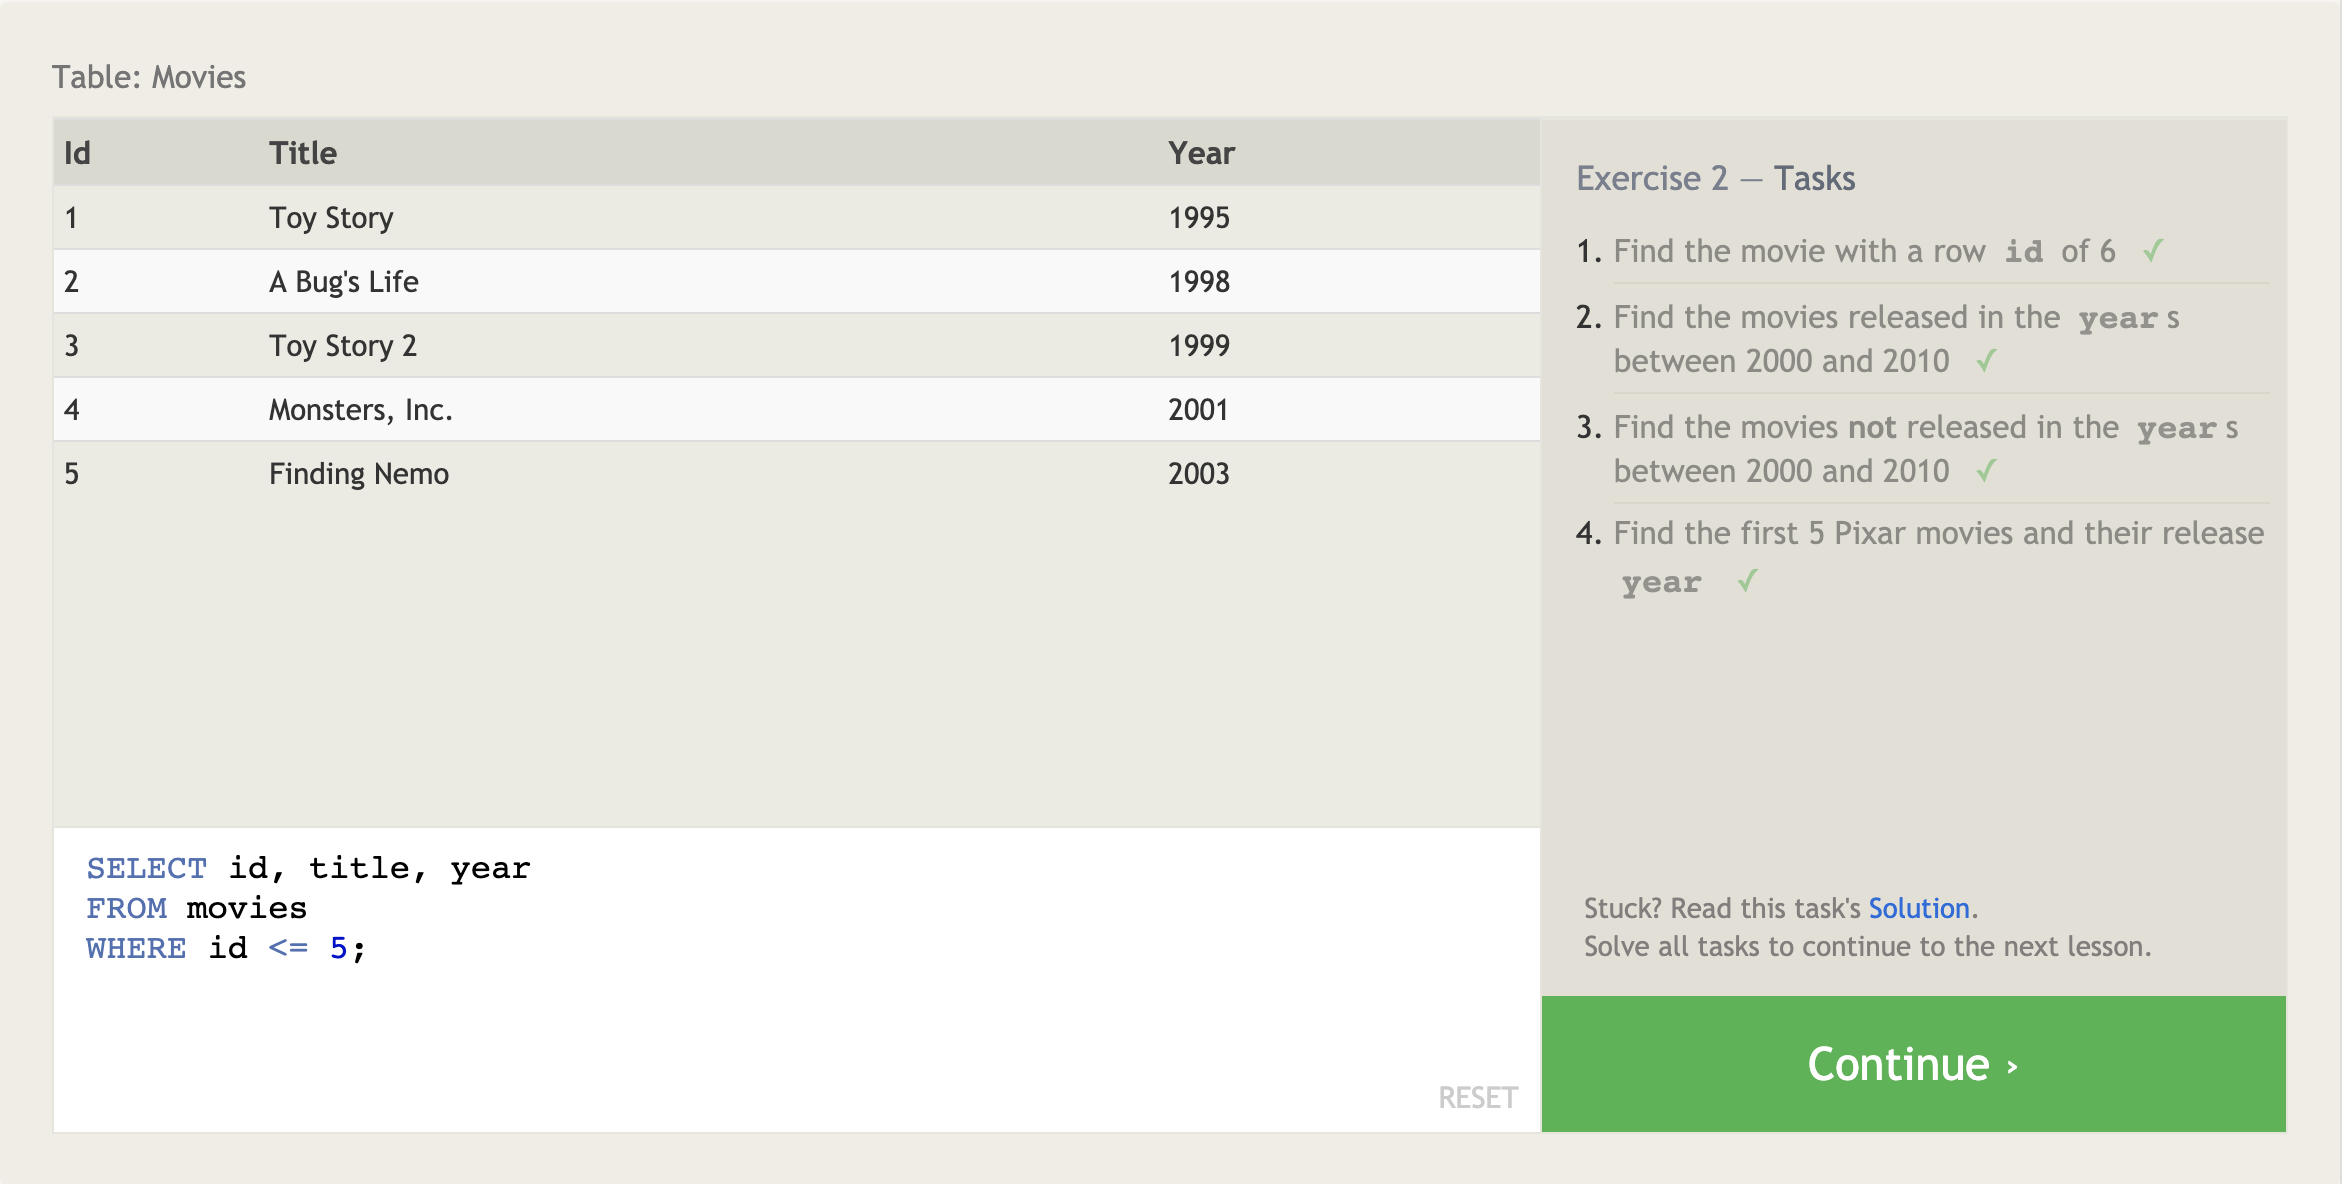 Table: Movies
Id Title Year
1 Toy Story 1995
2 A Bug's Life 1998
3 Toy Story 2 1999
4 Monsters, Inc. 2001
5 Finding Nemo 2003
SELECT id, title, year
FROM movies
WHERE id <= 5;
RESET
Exercise 2 — Tasks
1. Find the movie with a row id of 6 ✓
2. Find the movies released in the year s
between 2000 and 2010 ✓
3. Find the movies not released in the year s
between 2000 and 2010 ✓
4. Find the first 5 Pixar movies and their release
year ✓
Stuck? Read this task's Solution.
Solve all tasks to continue to the next lesson.
Continue ›